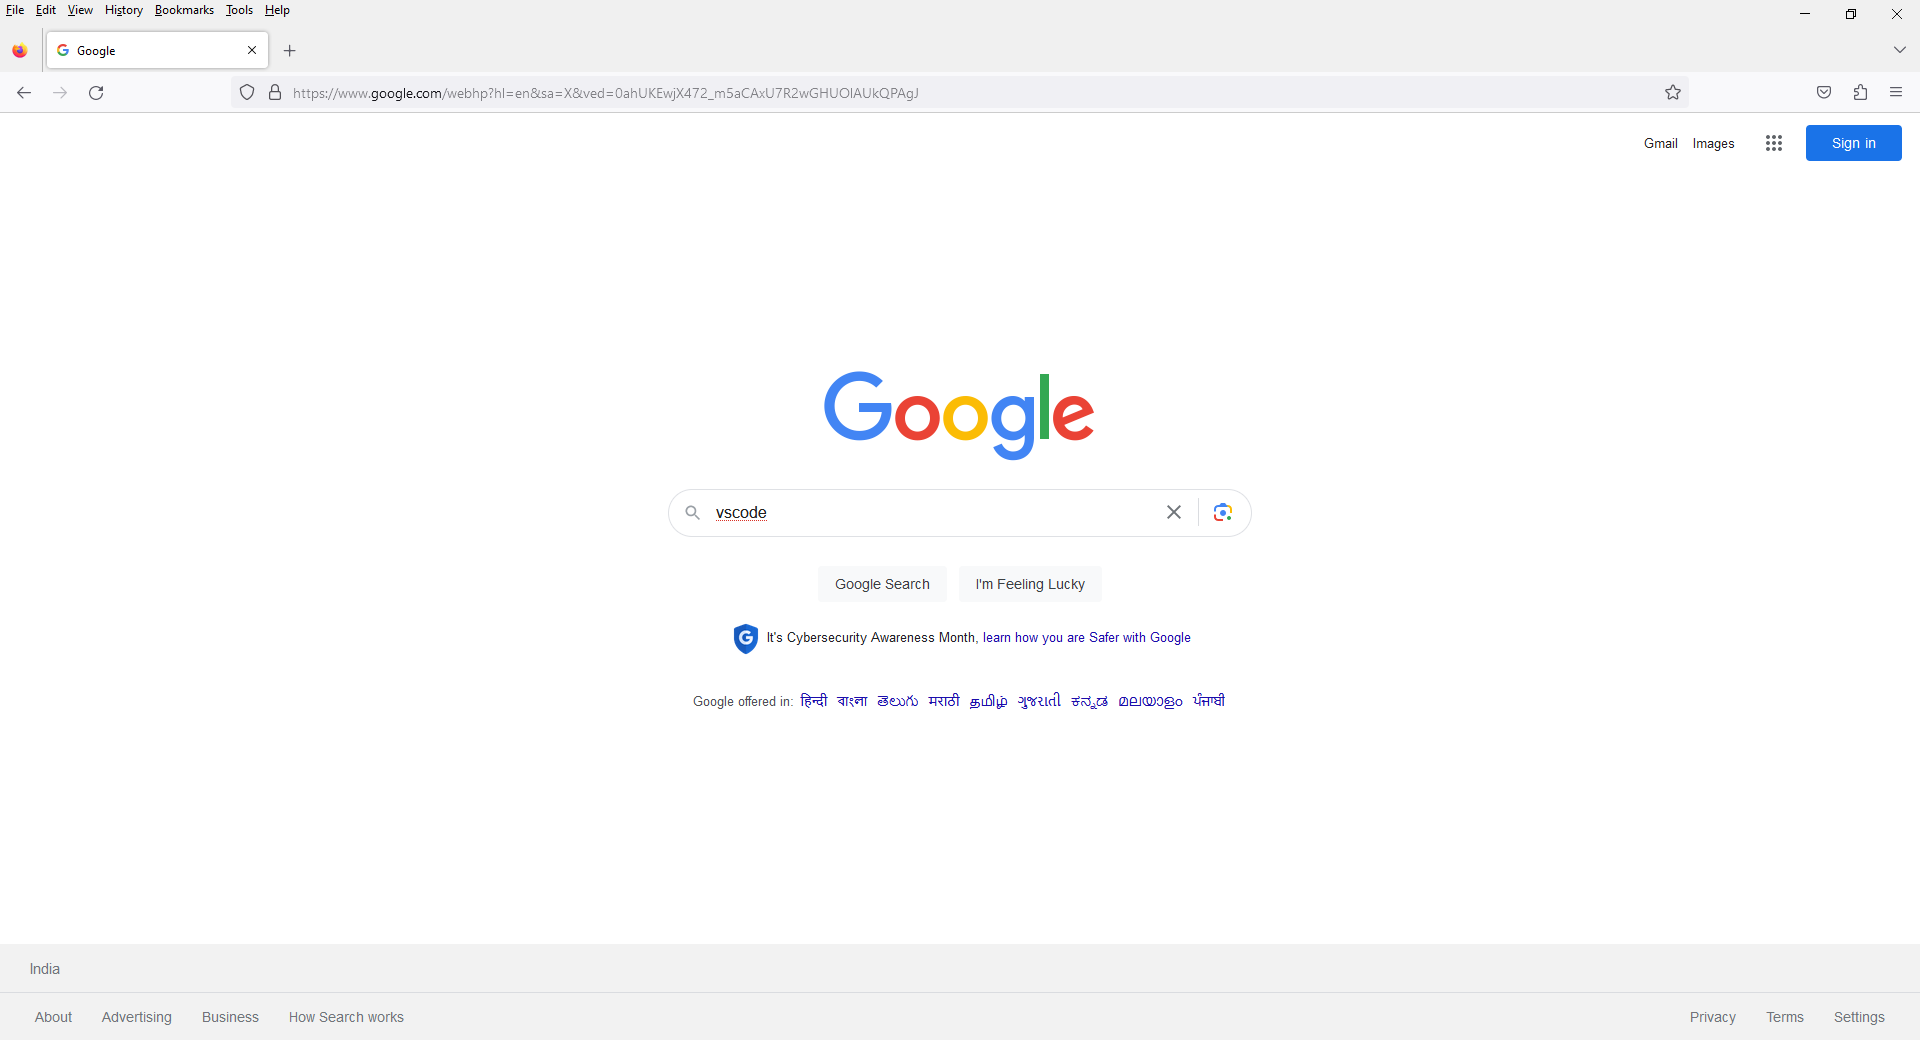 File Edit View History Bookmarks Tools Help
Google
https://www.google.com/webhp?hl=en&sa=X&ved=0ahUKEwjX472_m5aCAxU7R2wGHUOIAUkQPAgJ
Gmail Images Sign in
Google
vscode
Google Search I'm Feeling Lucky
G It's Cybersecurity Awareness Month, learn how you are Safer with Google
Google offered in: हिन्दी বাংলা తెలుగు मराठी தமிழ் ગુજરાતી ಕನ್ನಡ മലയാളം ਪੰਜਾਬੀ
India
About Advertising Business How Search works Privacy Terms Settings